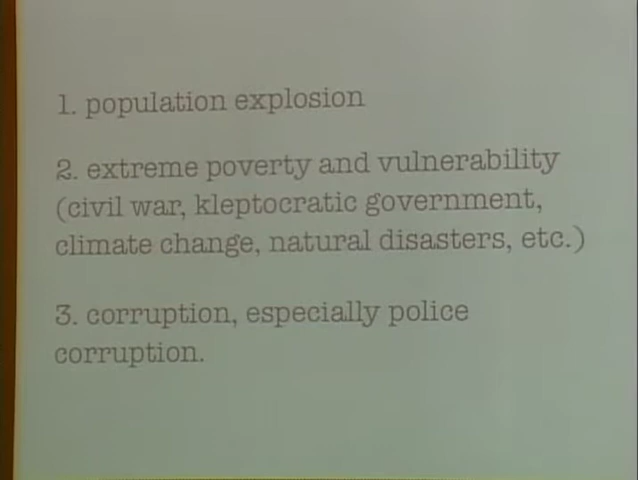 1. population explosion
2. extreme poverty and vulnerability
(civil war, kleptocratic government,
climate change, natural disasters, etc.)
3. corruption, especially police
corruption.